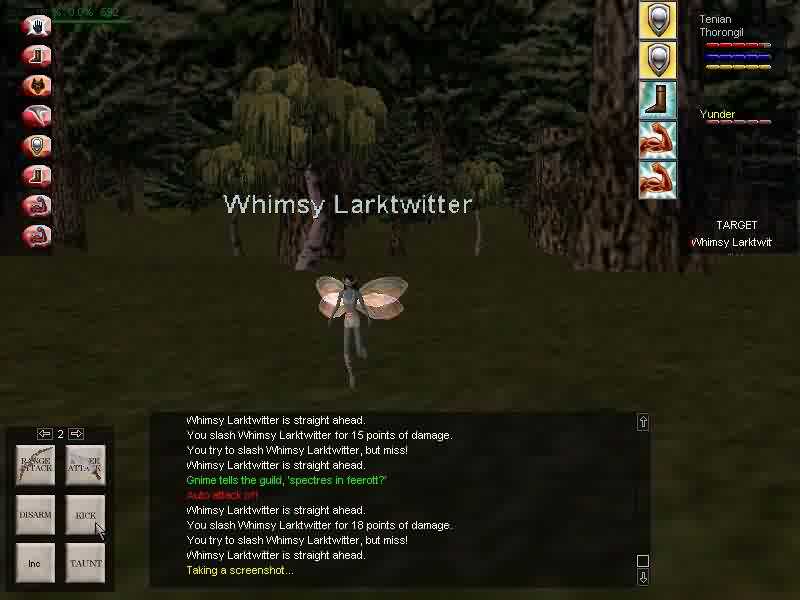 Tenian
Thorongil
Yunder
Whimsy Larktwitter
TARGET
Whimsy Larktwit
2
RANGE
ATTACK
ATTACK
DISARM
KICK
Inc
TAUNT
Whimsy Larktwitter is straight ahead.
You slash Whimsy Larktwitter for 15 points of damage.
You try to slash Whimsy Larktwitter, but miss!
Whimsy Larktwitter is straight ahead.
Gnime tells the guild, 'spectres in feerott?'
Auto attack off!
Whimsy Larktwitter is straight ahead.
You slash Whimsy Larktwitter for 18 points of damage.
You try to slash Whimsy Larktwitter, but miss!
Whimsy Larktwitter is straight ahead.
Taking a screenshot...